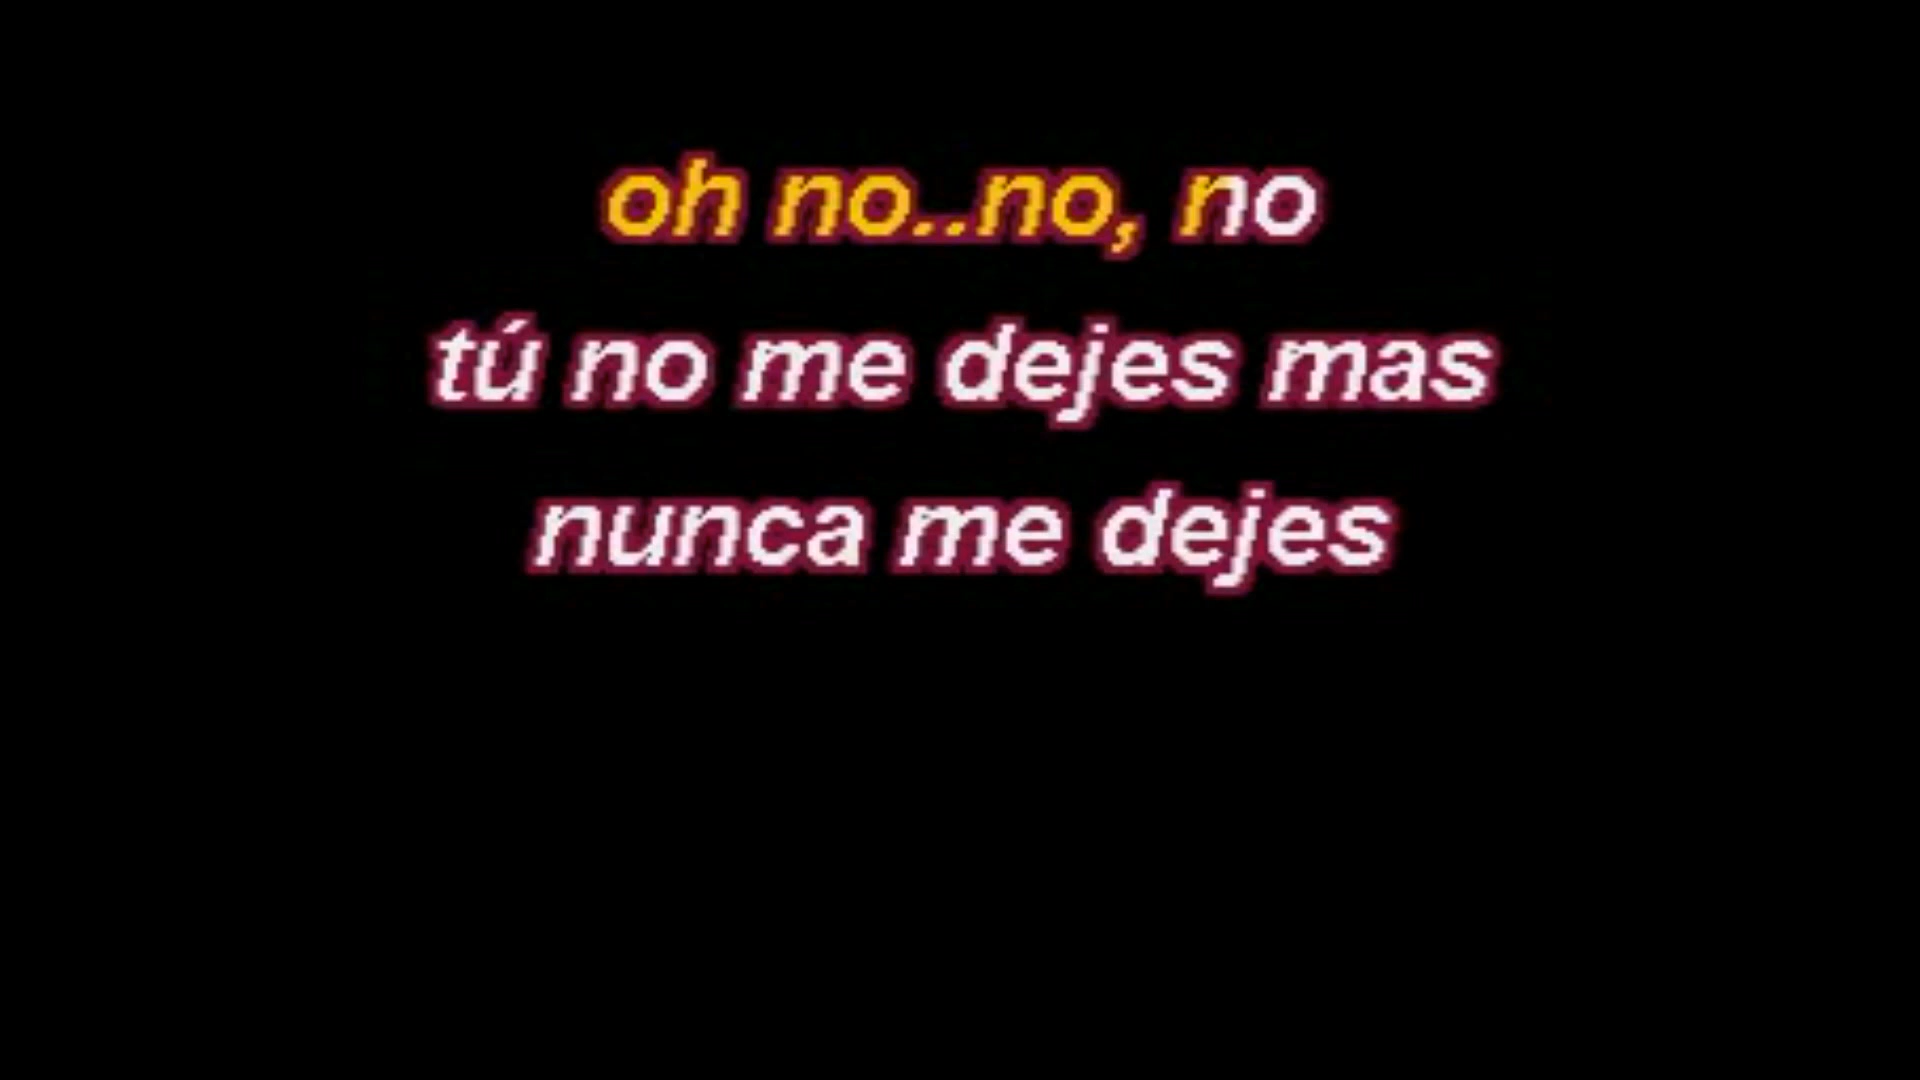 oh no..no, no
tú no me dejes mas
nunca me dejes